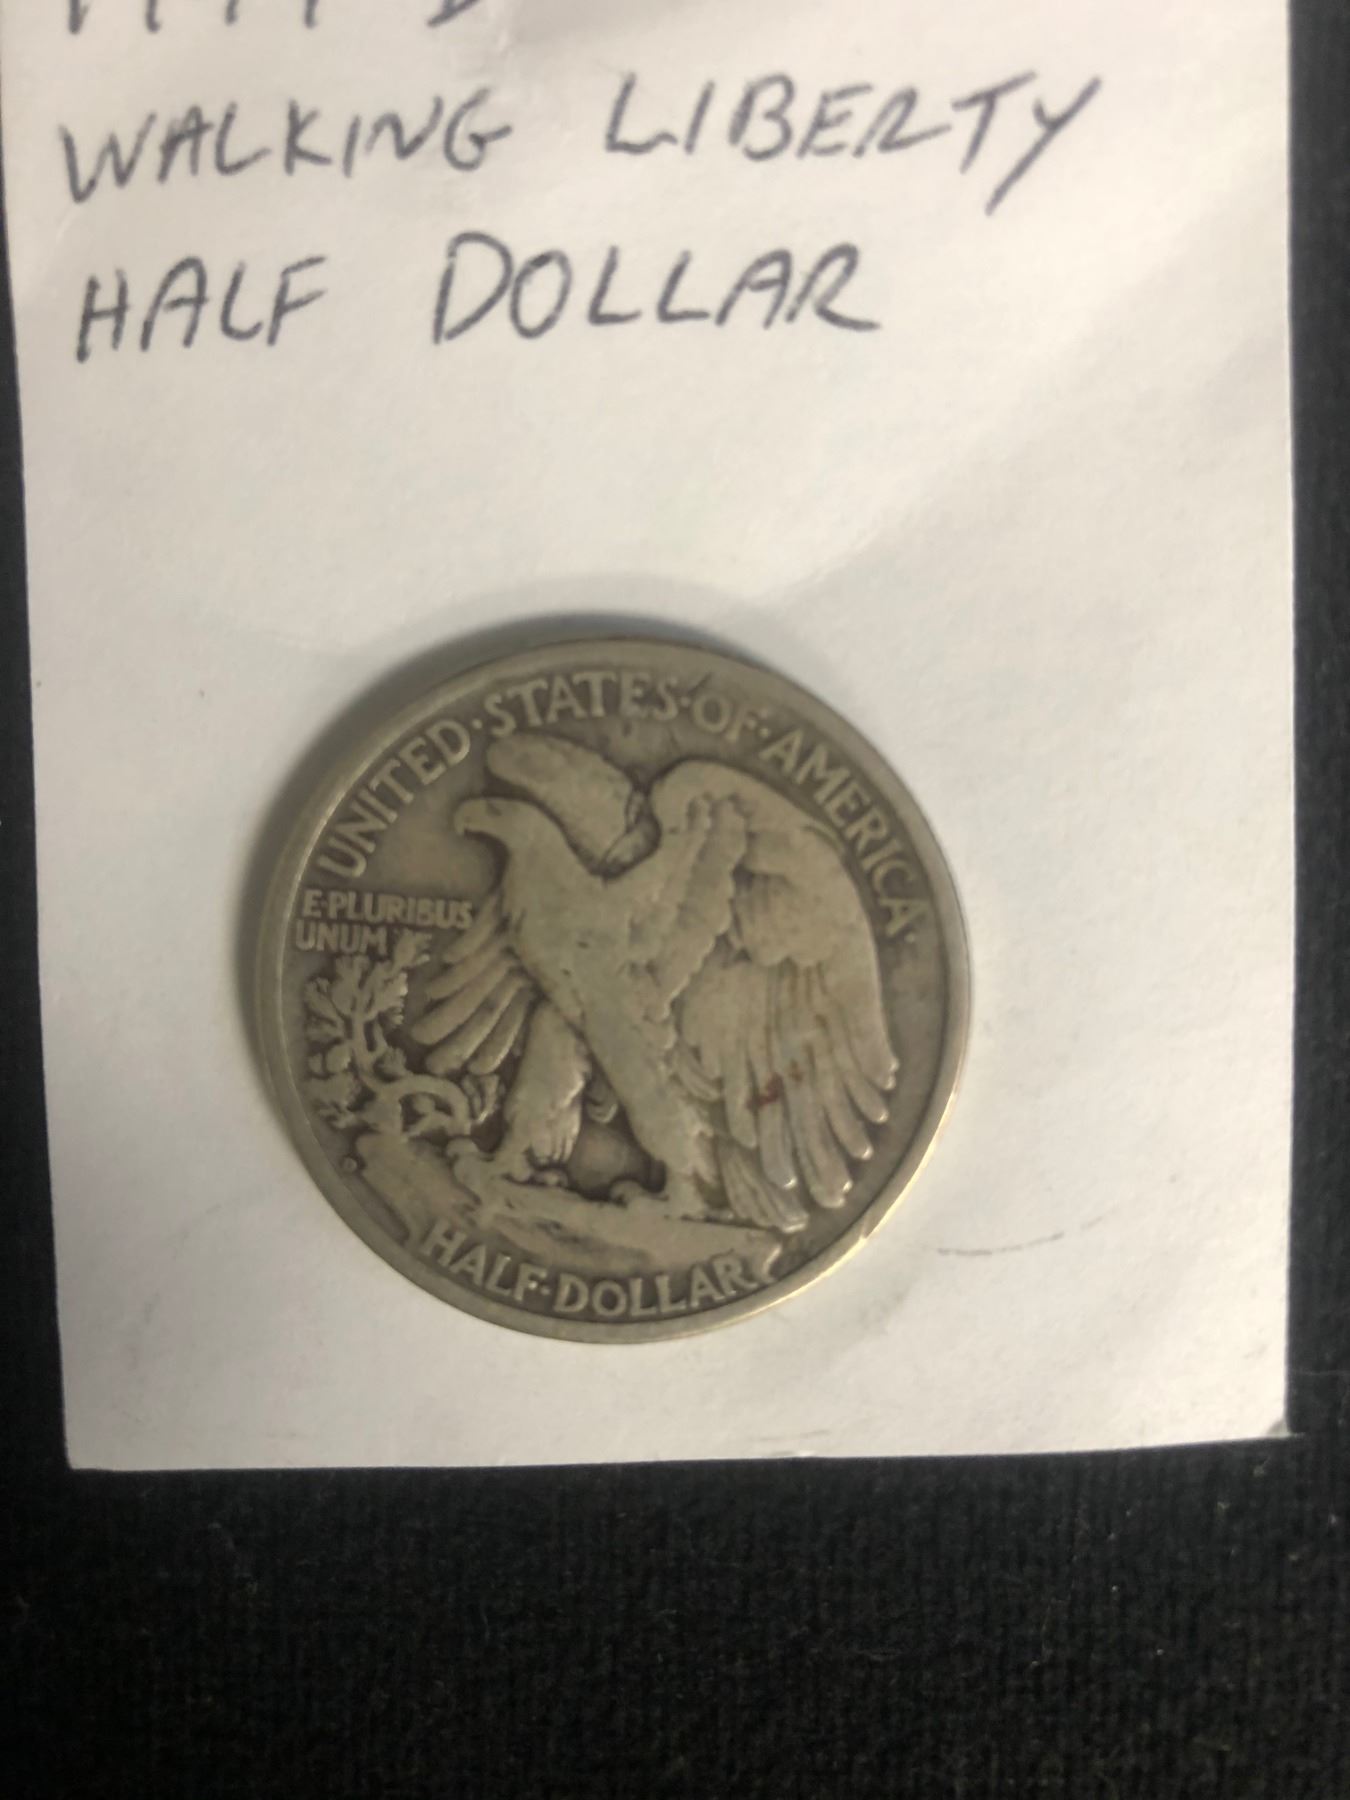 WALKING LIBERTY
HALF DOLLAR
UNITED·STATES·OF·AMERICA·
E·PLURIBUS
UNUM
HALF·DOLLAR